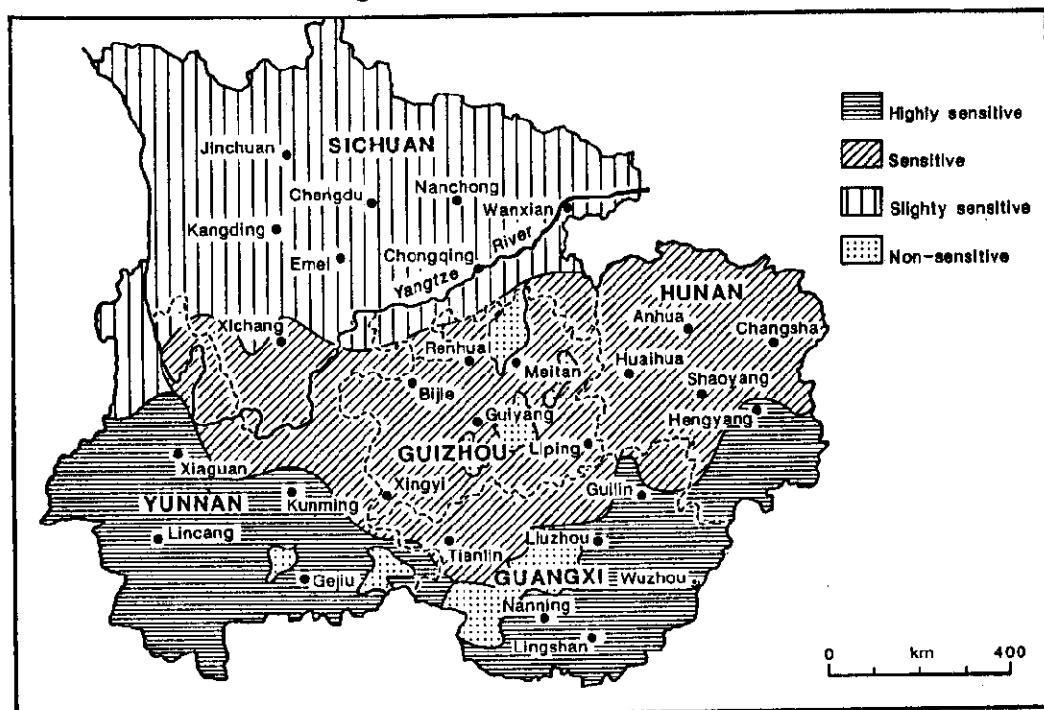 Highly sensitive
Sensitive
Slighty sensitive
Non-sensitive
SICHUAN
Jinchuan
Chengdu
Nanchong
Wanxian
Kangding
Emei
Chongqing
Yangtze River
HUNAN
Anhua
Changsha
Xichang
Renhuai
Meitan
Huaihua
Bijie
Shaoyang
Guiyang
Hengyang
GUIZHOU
Liping
Xiaguan
Xingyi
Guilin
YUNNAN
Kunming
Lincang
Tianlin
Liuzhou
GUANGXI
Wuzhou
Gejiu
Nanning
Lingshan
0 km 400